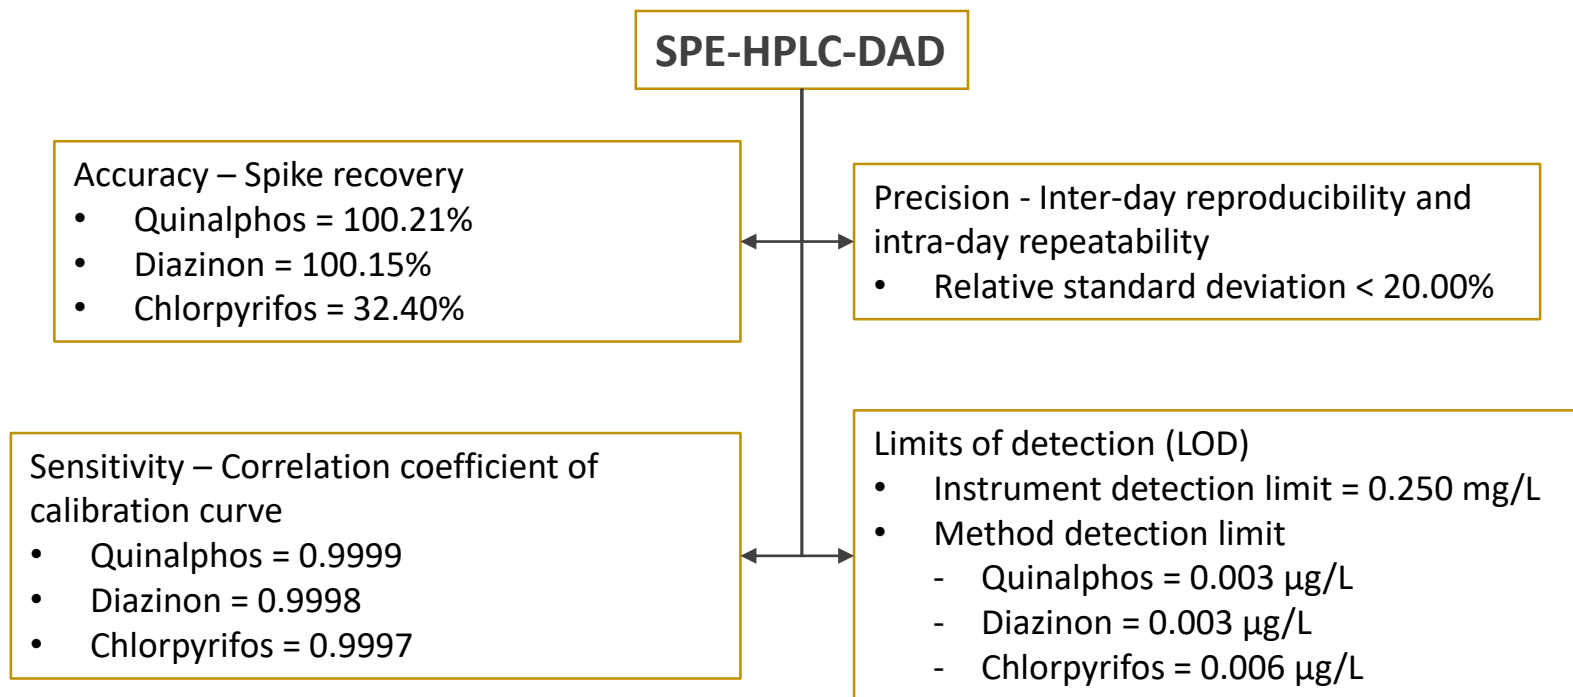 SPE-HPLC-DAD
Accuracy – Spike recovery
• Quinalphos = 100.21%
• Diazinon = 100.15%
• Chlorpyrifos = 32.40%
Precision - Inter-day reproducibility and
intra-day repeatability
• Relative standard deviation < 20.00%
Sensitivity – Correlation coefficient of
calibration curve
• Quinalphos = 0.9999
• Diazinon = 0.9998
• Chlorpyrifos = 0.9997
Limits of detection (LOD)
• Instrument detection limit = 0.250 mg/L
• Method detection limit
- Quinalphos = 0.003 µg/L
- Diazinon = 0.003 µg/L
- Chlorpyrifos = 0.006 µg/L